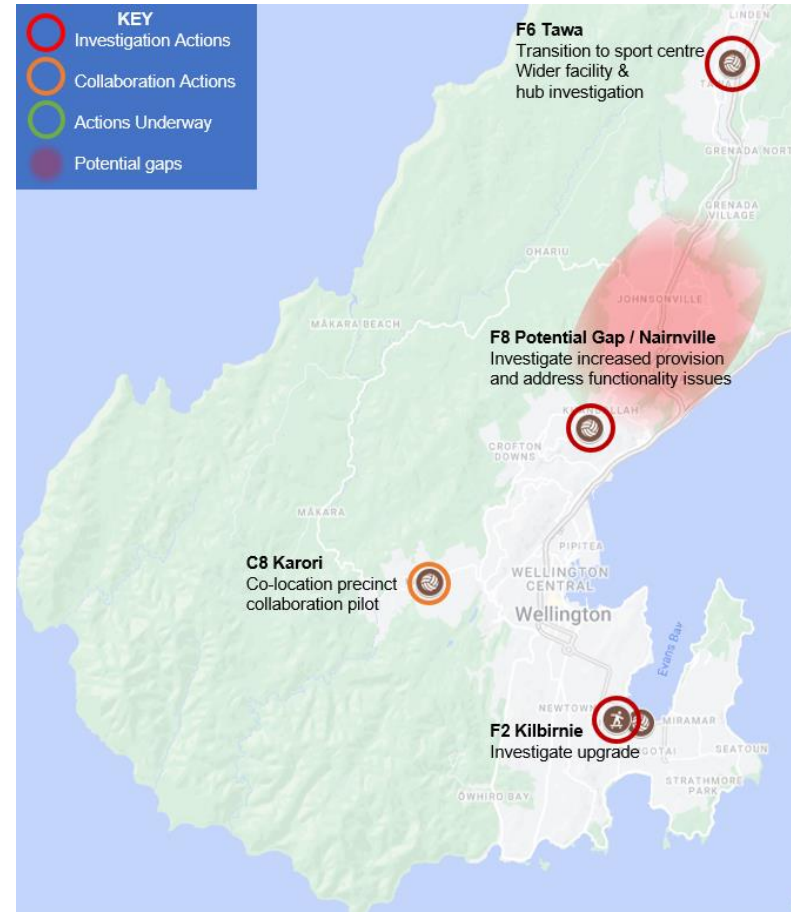 KEY
Investigation Actions
Collaboration Actions
Actions Underway
Potential gaps
LINDEN
F6 Tawa
Transition to sport centre
Wider facility &
hub investigation
GRENADA NORT
GRENADA
VILLAGE
OHARIU
JOHNSONVILLE
MĀKARA BEACH
F8 Potential Gap / Nairnville
Investigate increased provision
and address functionality issues
CROFTON
DOWNS
MĀKARA
PIPITEA
C8 Karori
Co-location precinct
collaboration pilot
WELLINGTON
CENTRAL
Wellington
Evans Bay
NEWTOWN
MIRAMAR
F2 Kilbirnie
Investigate upgrade
SEATOUN
STRATHMORE
PARK
ŌWHIRO BAY